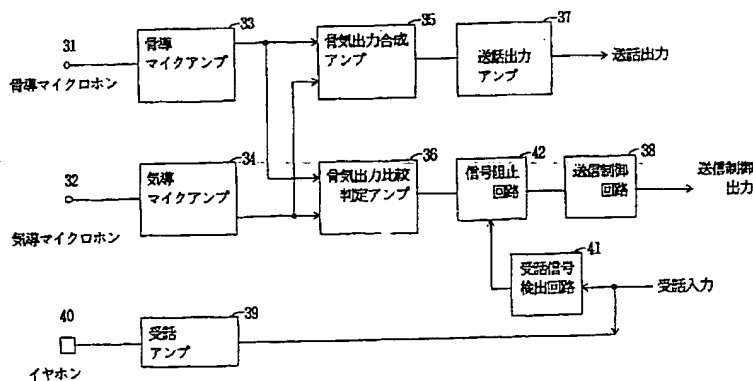 31
骨導マイクロホン
33
骨導
マイクアンプ
35
骨気出力合成
アンプ
37
送話出力
アンプ
送話出力
32
気導マイクロホン
34
気導
マイクアンプ
36
骨気出力比較
判定アンプ
42
信号阻止
回路
38
送信制御
回路
送信制御
出力
41
受話信号
検出回路
受話入力
40
イヤホン
39
受話
アンプ